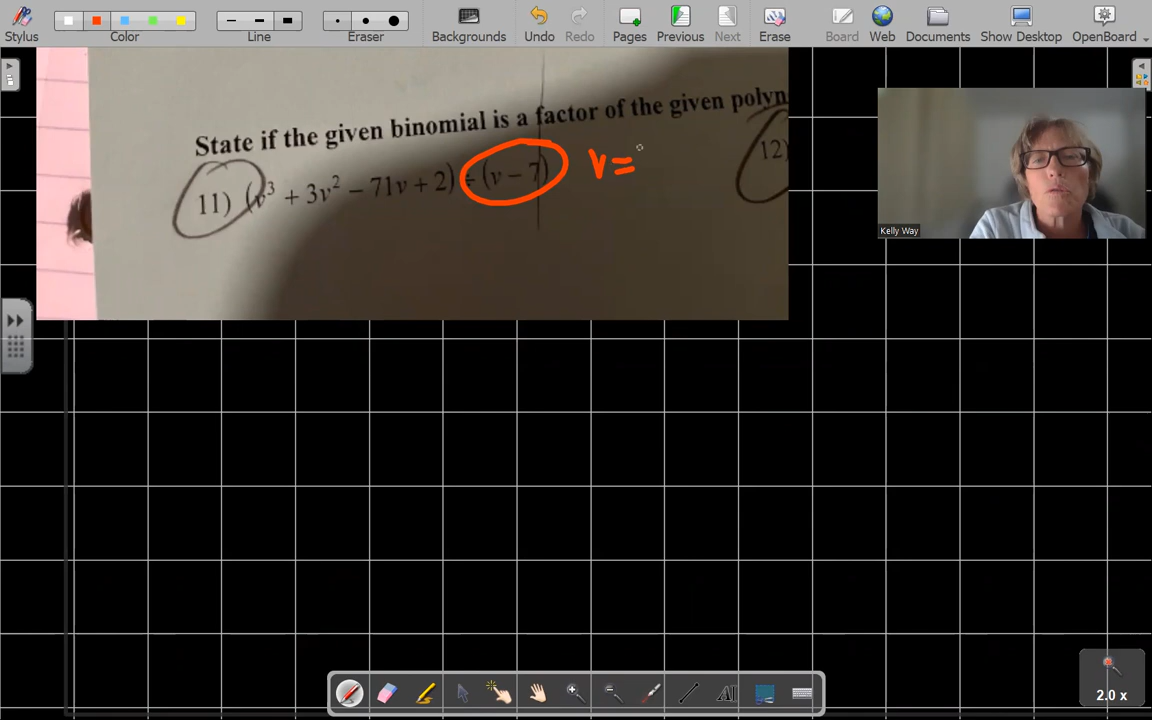 Stylus Color Line Eraser Backgrounds Undo Redo Pages Previous Next Erase Board Web Documents Show Desktop OpenBoard
State if the given binomial is a factor of the given polyn
11) (v³ + 3v² − 71v + 2) ÷ (v − 7) v=
12)
Kelly Way
2.0 x